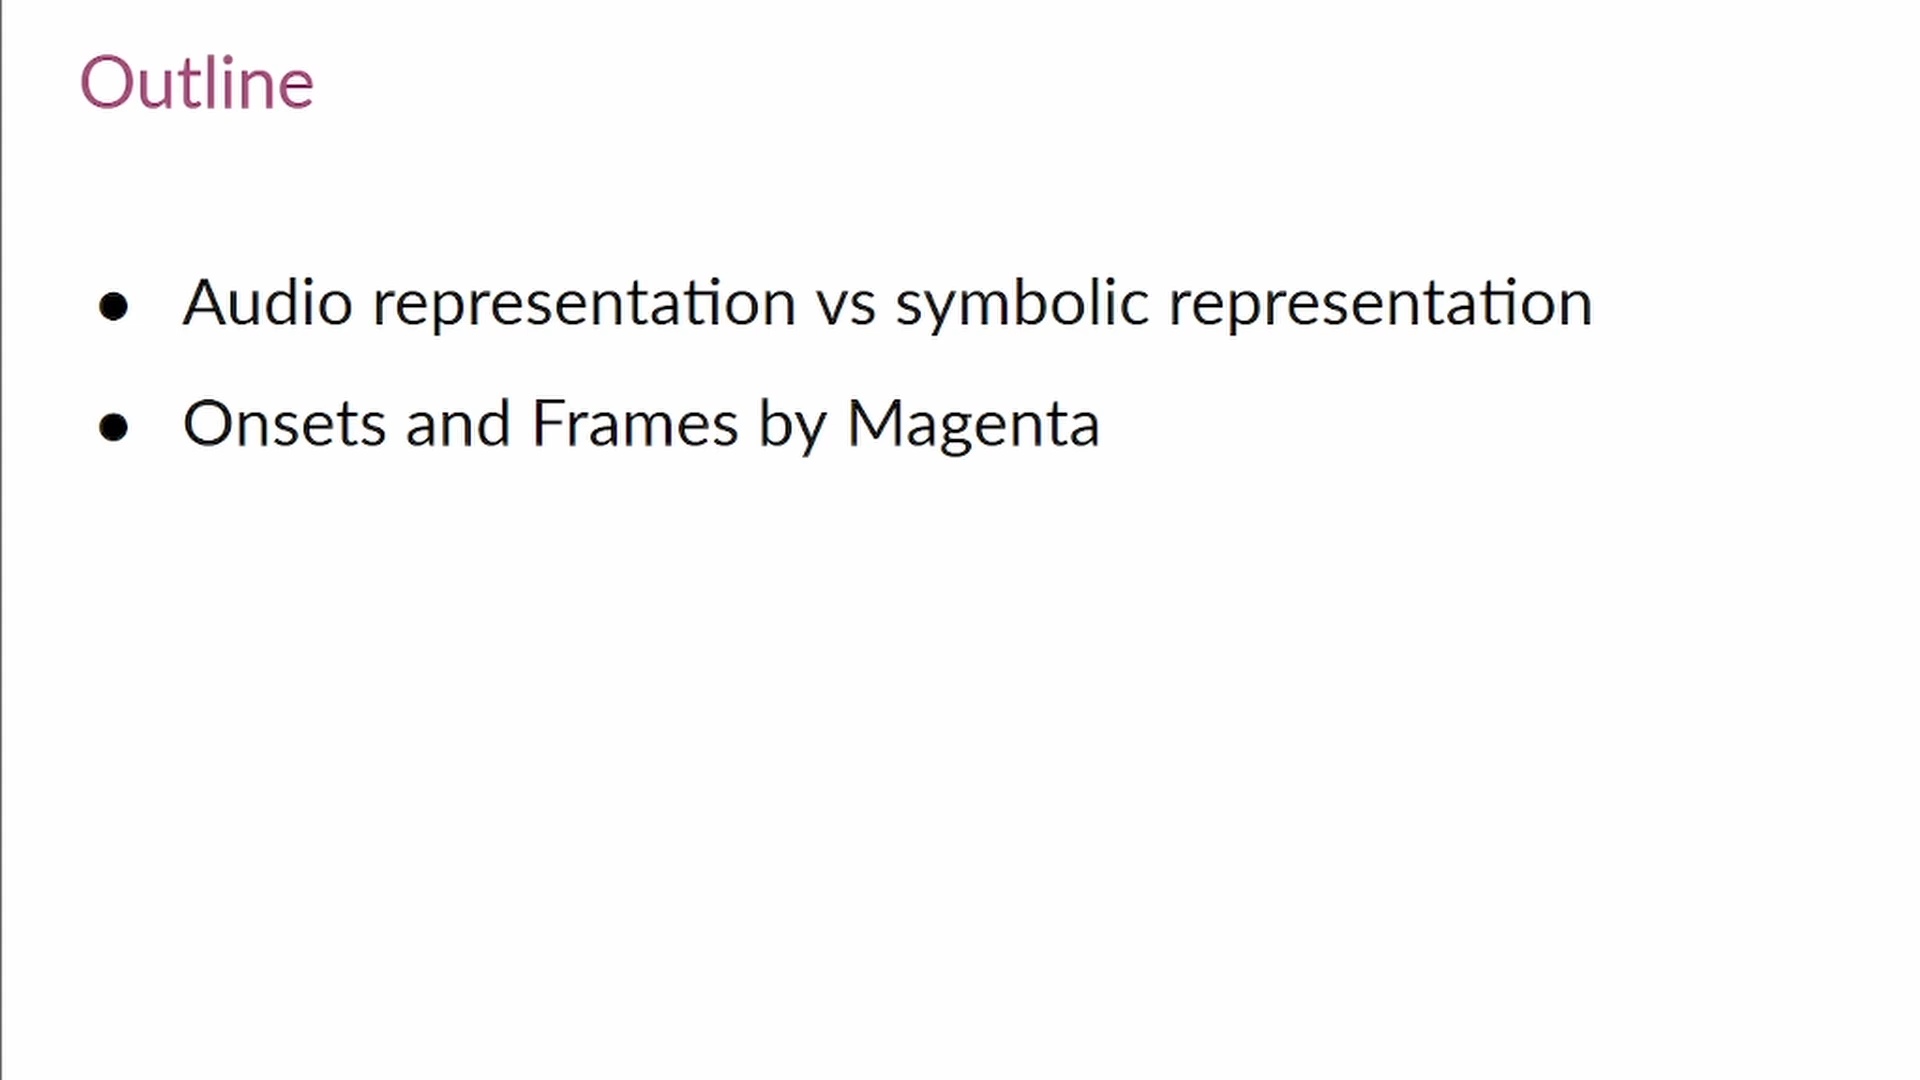 Outline
● Audio representation vs symbolic representation
● Onsets and Frames by Magenta